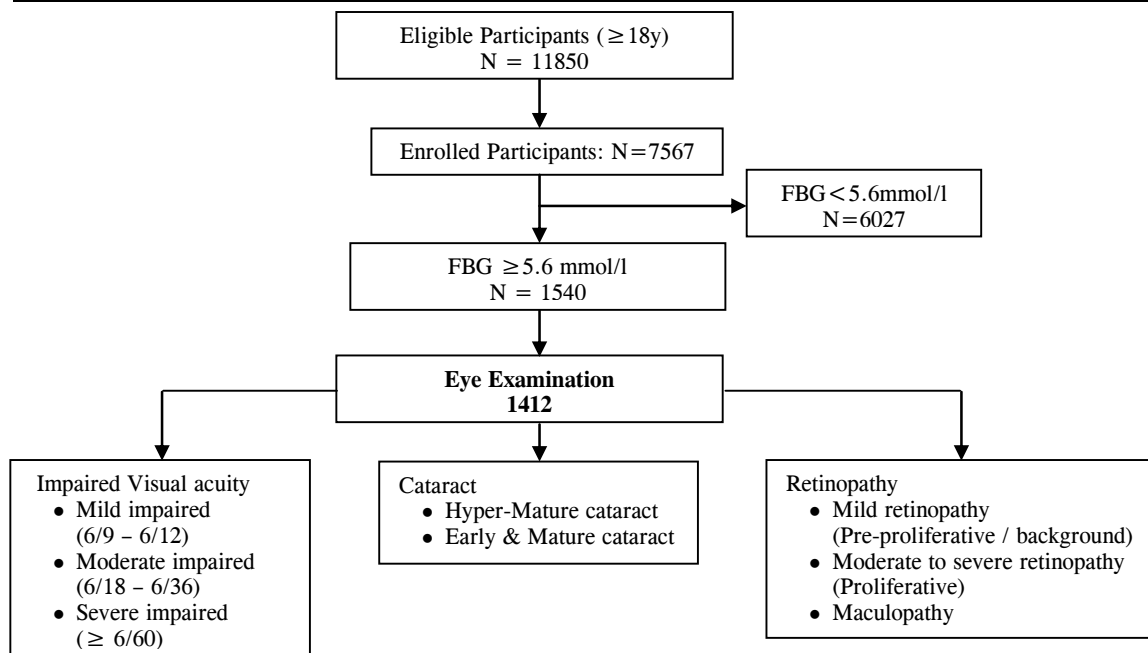 Eligible Participants (≥18y)
N = 11850
Enrolled Participants: N=7567
FBG<5.6mmol/l
N=6027
FBG ≥5.6 mmol/l
N = 1540
Eye Examination
1412
Impaired Visual acuity
• Mild impaired
(6/9 – 6/12)
• Moderate impaired
(6/18 – 6/36)
• Severe impaired
(≥ 6/60)
Cataract
• Hyper-Mature cataract
• Early & Mature cataract
Retinopathy
• Mild retinopathy
(Pre-proliferative / background)
• Moderate to severe retinopathy
(Proliferative)
• Maculopathy